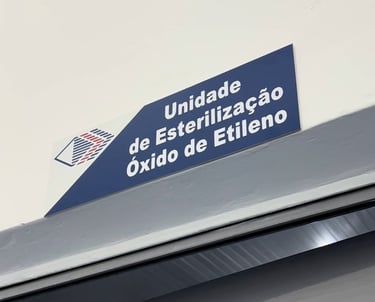 Unidade
de Esterilização
Óxido de Etileno